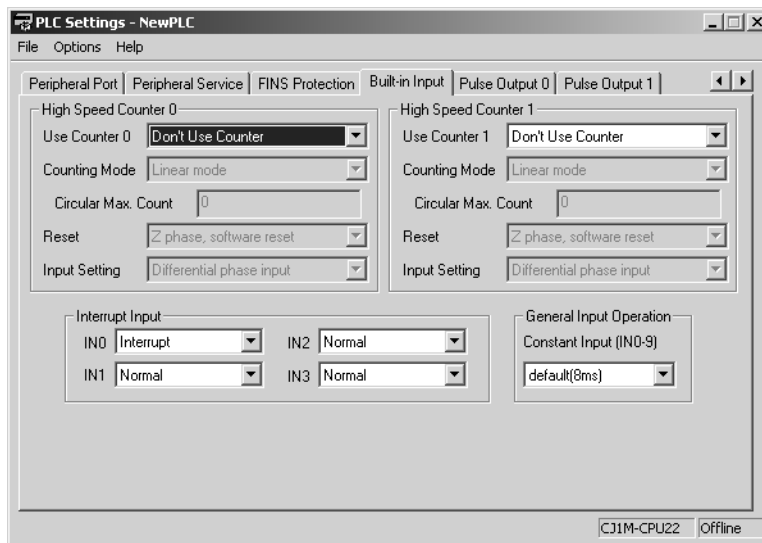 PLC Settings - NewPLC
File Options Help
Peripheral Port Peripheral Service FINS Protection Built-in Input Pulse Output 0 Pulse Output 1
High Speed Counter 0
Use Counter 0 Don't Use Counter
Counting Mode Linear mode
Circular Max. Count 0
Reset Z phase, software reset
Input Setting Differential phase input
High Speed Counter 1
Use Counter 1 Don't Use Counter
Counting Mode Linear mode
Circular Max. Count 0
Reset Z phase, software reset
Input Setting Differential phase input
Interrupt Input
IN0 Interrupt IN2 Normal
IN1 Normal IN3 Normal
General Input Operation
Constant Input (IN0-9)
default(8ms)
CJ1M-CPU22 Offline